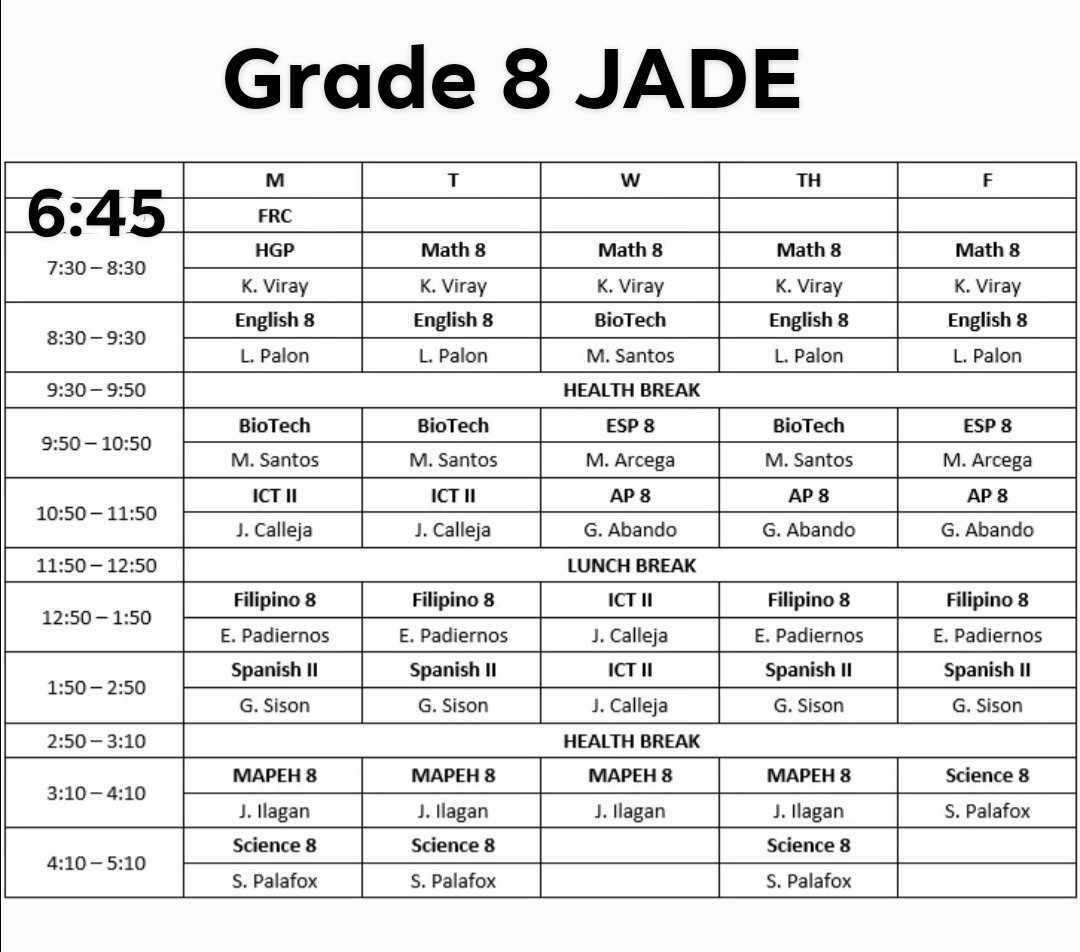 Grade 8 JADE
M T W TH F
6:45 FRC
7:30 – 8:30 HGP Math 8 Math 8 Math 8 Math 8
K. Viray K. Viray K. Viray K. Viray K. Viray
8:30 – 9:30 English 8 English 8 BioTech English 8 English 8
L. Palon L. Palon M. Santos L. Palon L. Palon
9:30 – 9:50 HEALTH BREAK
9:50 – 10:50 BioTech BioTech ESP 8 BioTech ESP 8
M. Santos M. Santos M. Arcega M. Santos M. Arcega
10:50 – 11:50 ICT II ICT II AP 8 AP 8 AP 8
J. Calleja J. Calleja G. Abando G. Abando G. Abando
11:50 – 12:50 LUNCH BREAK
12:50 – 1:50 Filipino 8 Filipino 8 ICT II Filipino 8 Filipino 8
E. Padiernos E. Padiernos J. Calleja E. Padiernos E. Padiernos
1:50 – 2:50 Spanish II Spanish II ICT II Spanish II Spanish II
G. Sison G. Sison J. Calleja G. Sison G. Sison
2:50 – 3:10 HEALTH BREAK
3:10 – 4:10 MAPEH 8 MAPEH 8 MAPEH 8 MAPEH 8 Science 8
J. Ilagan J. Ilagan J. Ilagan J. Ilagan S. Palafox
4:10 – 5:10 Science 8 Science 8 Science 8
S. Palafox S. Palafox S. Palafox